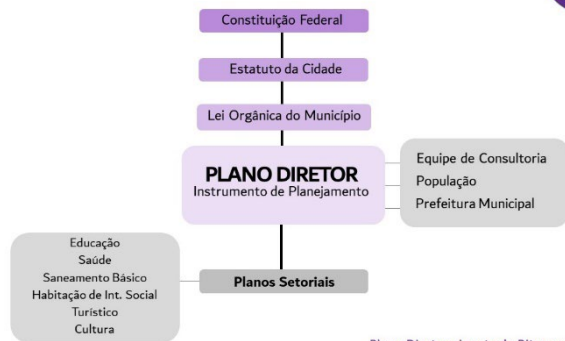 Constituição Federal
Estatuto da Cidade
Lei Orgânica do Município
PLANO DIRETOR
Instrumento de Planejamento
Equipe de Consultoria
População
Prefeitura Municipal
Educação
Saúde
Saneamento Básico
Habitação de Int. Social
Turístico
Cultura
Planos Setoriais